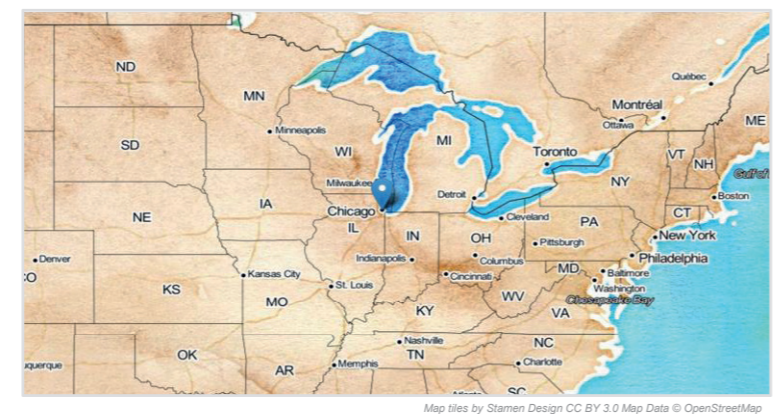 Québec
ND
MN
Montréal
Ottawa
ME
Minneapolis
SD
WI
MI
Toronto
VT
NH
Milwaukee
NY
Detroit
Boston
NE
IA
Chicago
Cleveland
CT
IL
IN
OH
PA
New York
Pittsburgh
Denver
Indianapolis
Columbus
Philadelphia
MD
Baltimore
Kansas City
Cincinnati
KS
St. Louis
WV
Washington
MO
Chesapeake Bay
KY
VA
Nashville
NC
OK
TN
Memphis
Charlotte
AR
SC
Map tiles by Stamen Design CC BY 3.0 Map Data © OpenStreetMap